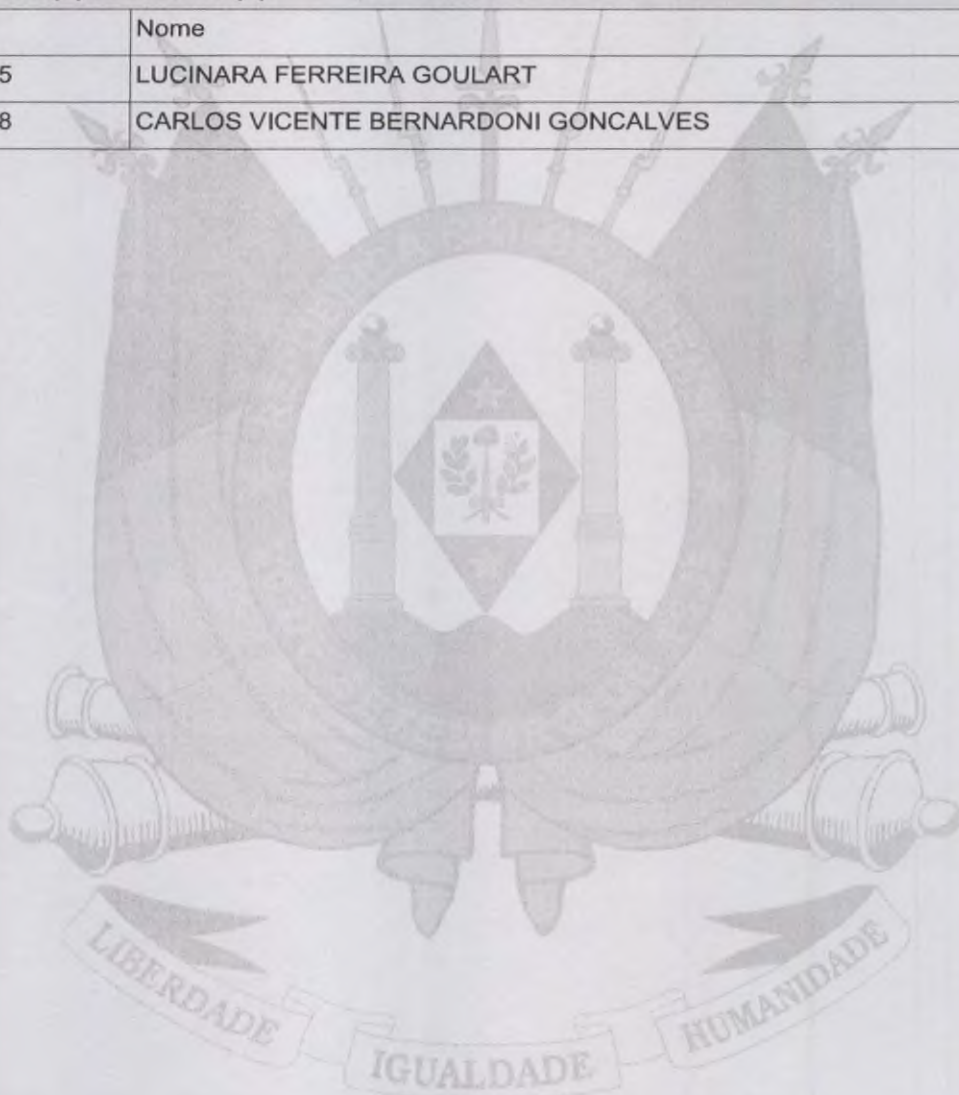 Nome
5 LUCINARA FERREIRA GOULART
8 CARLOS VICENTE BERNARDONI GONCALVES
LIBERDADE IGUALDADE HUMANIDADE